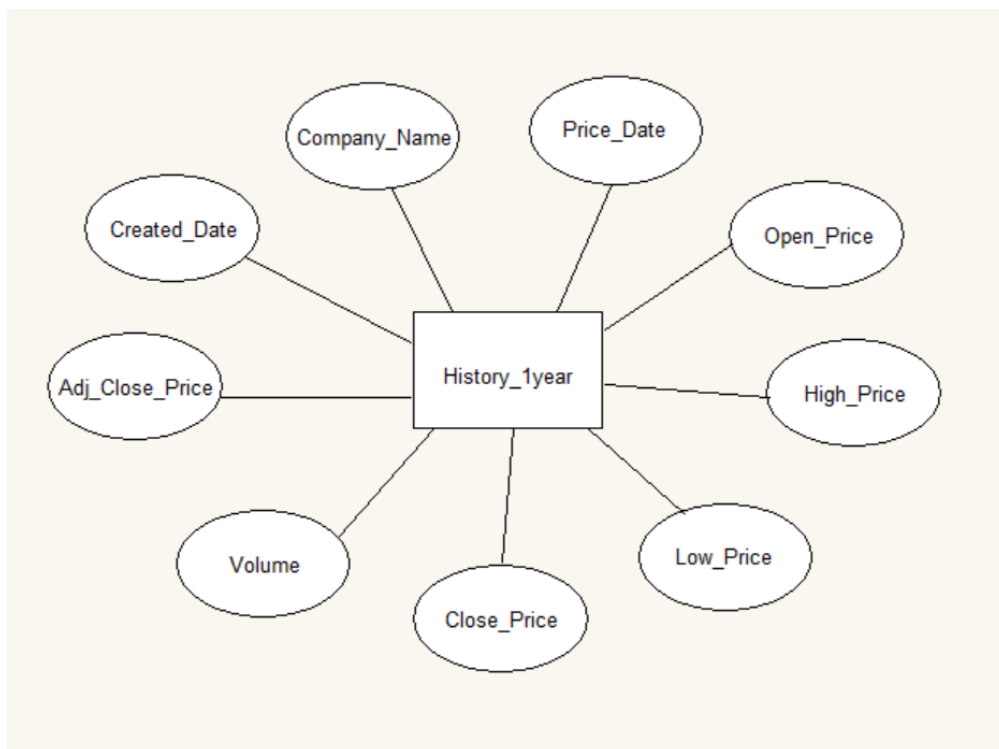 Company_Name
Price_Date
Created_Date
Open_Price
History_1year
Adj_Close_Price
High_Price
Volume
Low_Price
Close_Price